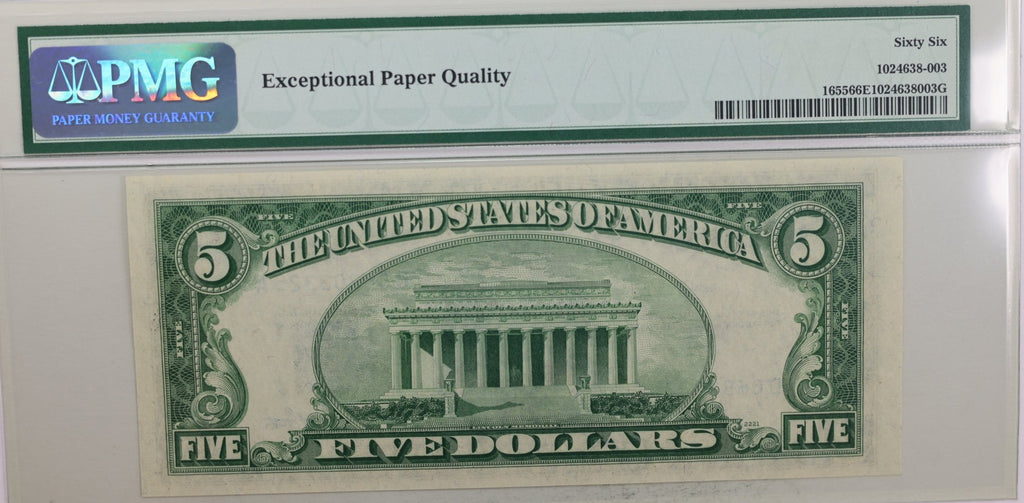 PMG
PAPER MONEY GUARANTY
Exceptional Paper Quality
Sixty Six
1024638-003
165566E1024638003G
FIVE
FIVE
5
THE UNITED STATES OF AMERICA
5
FIVE
FIVE
LINCOLN MEMORIAL
2221
FIVE
FIVE DOLLARS
FIVE